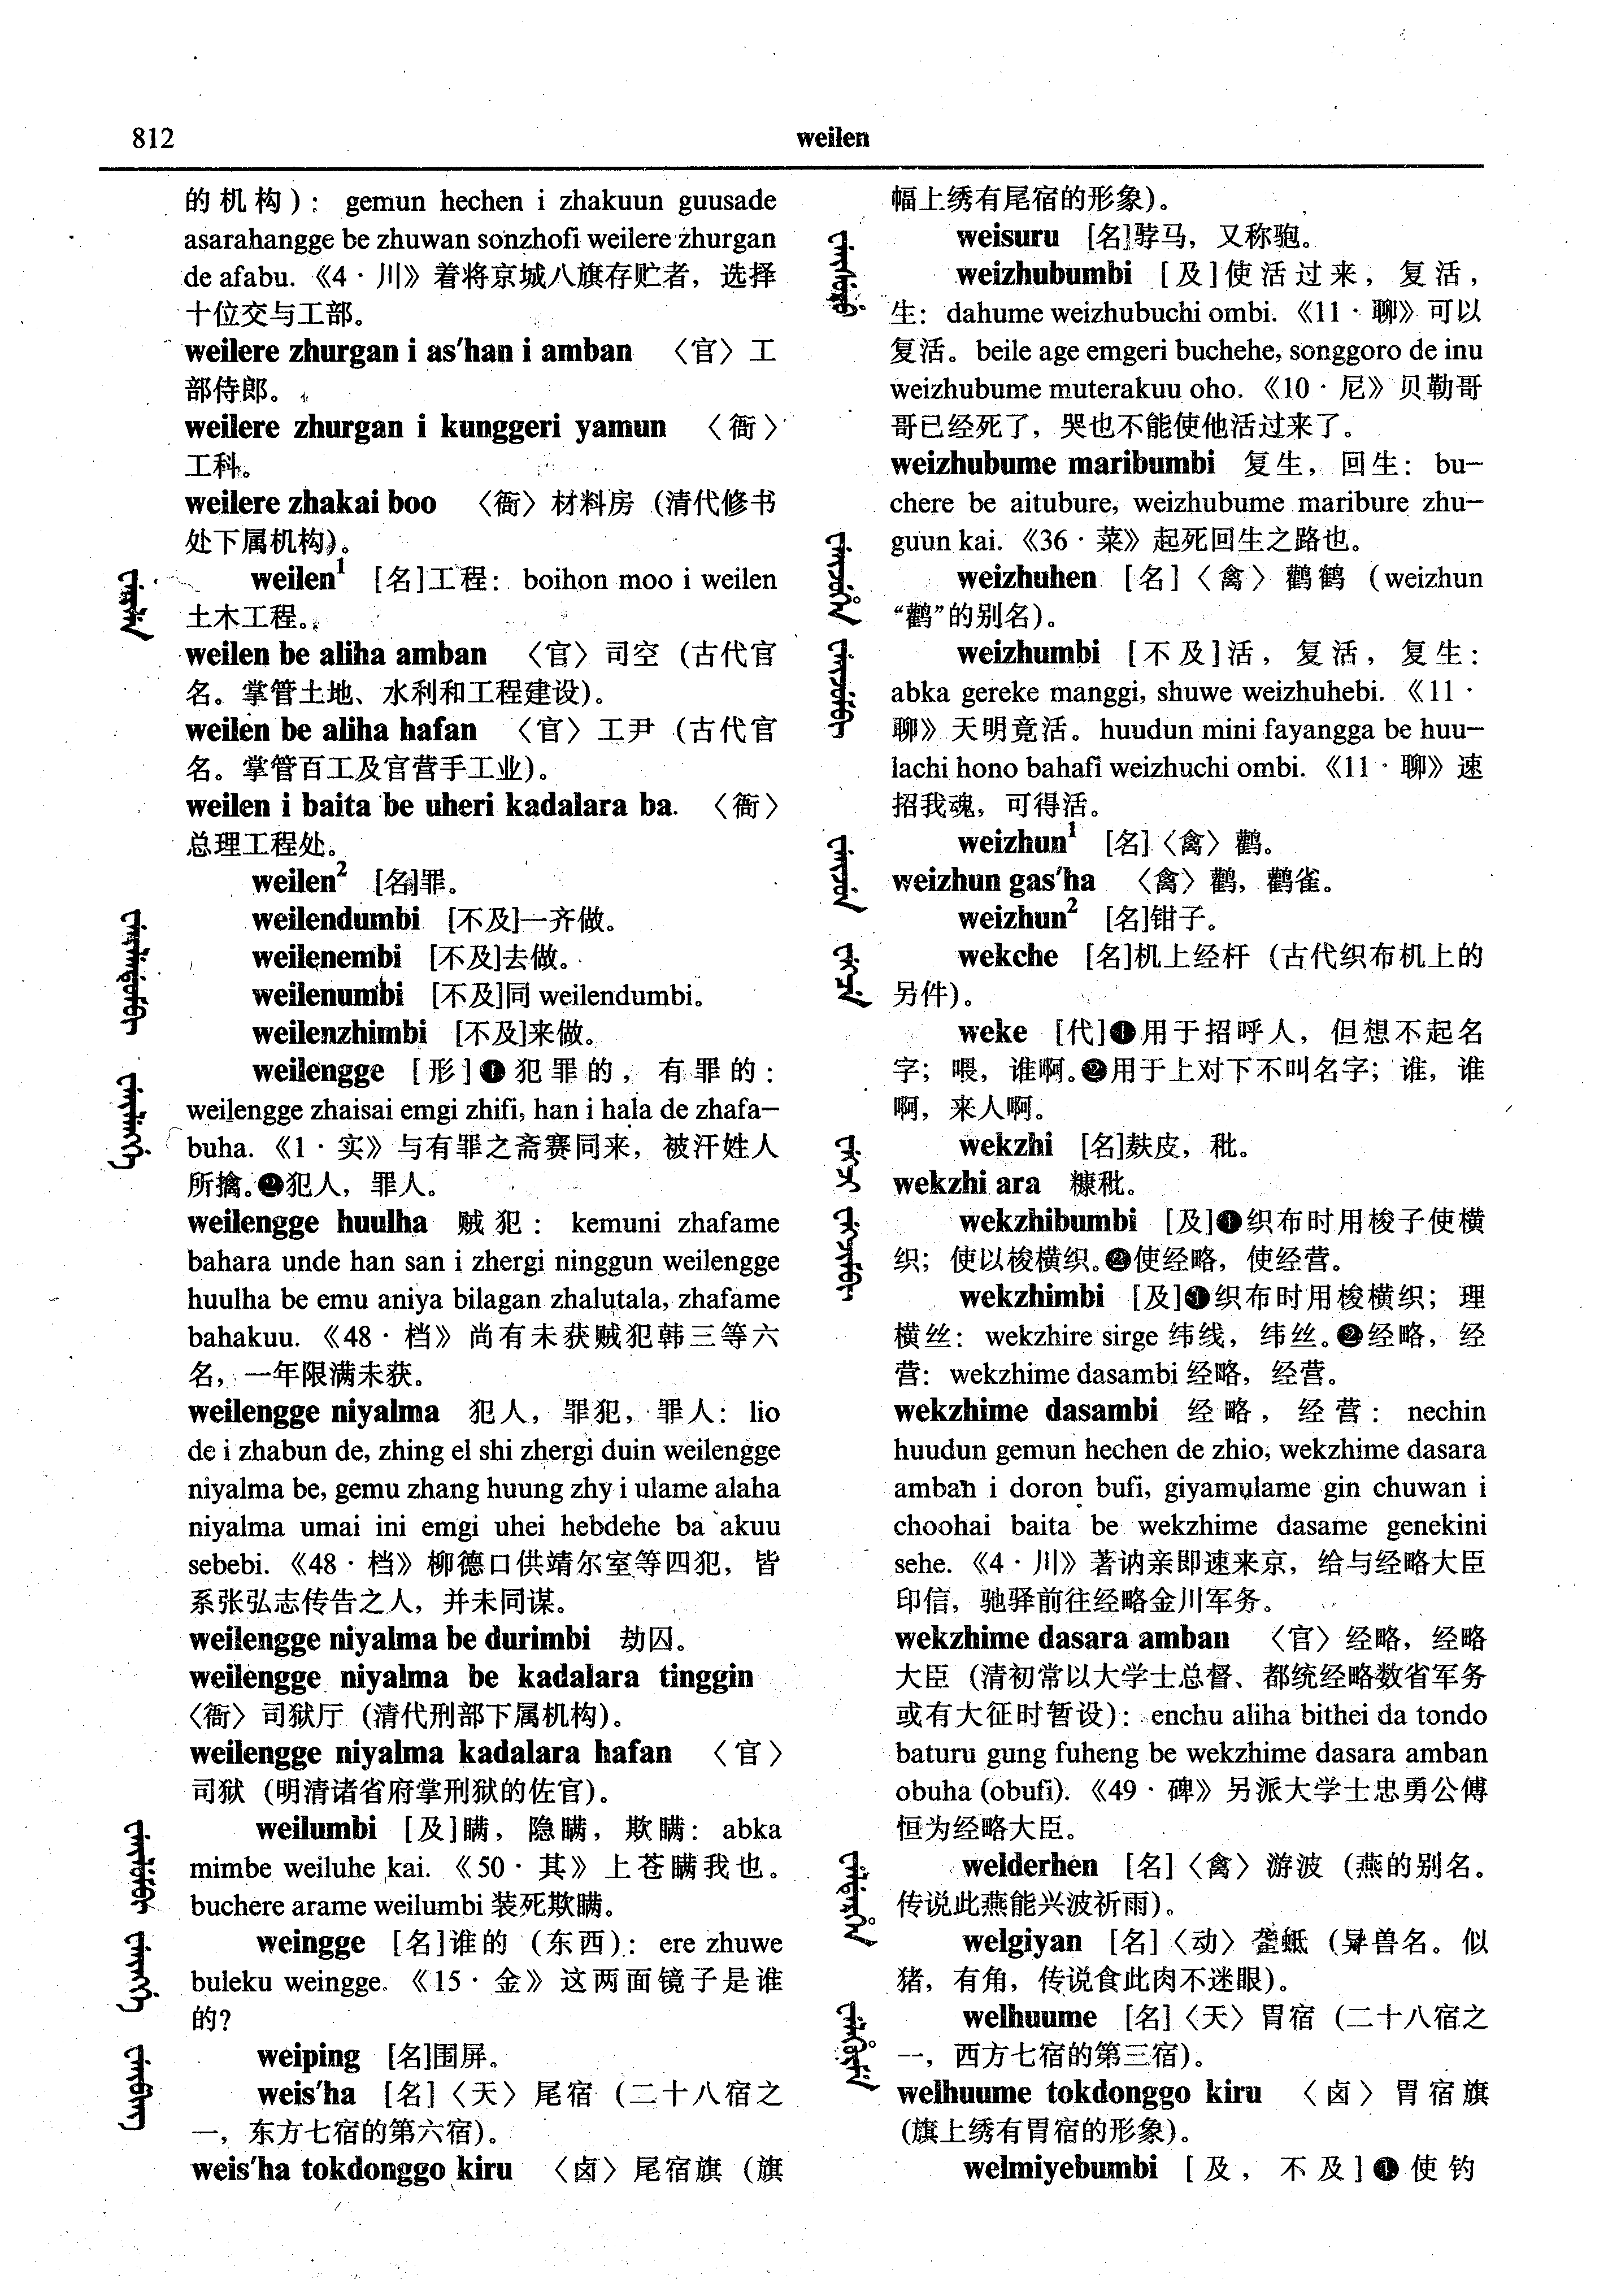 812
weilen
的机构)：gemun hechen i zhakuun guusade
asarahangge be zhuwan sonzhofi weilere zhurgan
de afabu.《4·川》着将京城八旗存贮者，选择
十位交与工部。
weilere zhurgan i as'han i amban 〈官〉工
部侍郎。
weilere zhurgan i kunggeri yamun 〈衙〉
工科。
weilere zhakai boo 〈衙〉材料房（清代修书
处下属机构)。
weilen¹ [名]工程：boihon moo i weilen
土木工程。
weilen be aliha amban 〈官〉司空（古代官
名。掌管土地、水利和工程建设)。
weilen be aliha hafan 〈官〉工尹（古代官
名。掌管百工及官营手工业)。
weilen i baita be uheri kadalara ba 〈衙〉
总理工程处。
weilen² [名]罪。
weilendumbi [不及]一齐做。
weilenembi [不及]去做。
weilenumbi [不及]同 weilendumbi。
weilenzhimbi [不及]来做。
weilengge [形]❶犯罪的，有罪的：
weilengge zhaisai emgi zhifi, han i hala de zhafa-
buha.《1·实》与有罪之斋赛同来，被汗姓人
所擒。❷犯人，罪人。
weilengge huulha 贼犯：kemuni zhafame
bahara unde han san i zhergi ninggun weilengge
huulha be emu aniya bilagan zhalutala, zhafame
bahakuu.《48·档》尚有未获贼犯韩三等六
名，一年限满未获。
weilengge niyalma 犯人，罪犯，罪人：lio
de i zhabun de, zhing el shi zhergi duin weilengge
niyalma be, gemu zhang huung zhy i ulame alaha
niyalma umai ini emgi uhei hebdehe ba akuu
sebebi.《48·档》柳德口供靖尔室等四犯，皆
系张弘志传告之人，并未同谋。
weilengge niyalma be durimbi 劫囚。
weilengge niyalma be kadalara tinggin
〈衙〉司狱厅（清代刑部下属机构)。
weilengge niyalma kadalara hafan 〈官〉
司狱（明清诸省府掌刑狱的佐官)。
weilumbi [及]瞒，隐瞒，欺瞒：abka
mimbe weiluhe kai.《50·其》上苍瞒我也。
buchere arame weilumbi 装死欺瞒。
weingge [名]谁的（东西)：ere zhuwe
buleku weingge.《15·金》这两面镜子是谁
的?
weiping [名]围屏。
weis'ha [名]〈天〉尾宿（二十八宿之
一，东方七宿的第六宿)。
weis'ha tokdonggo kiru 〈卤〉尾宿旗（旗
幅上绣有尾宿的形象)。
weisuru [名]骍马，又称驰。
weizhubumbi [及]使活过来，复活，
生：dahume weizhubuchi ombi.《11·聊》可以
复活。beile age emgeri buchehe, songgoro de inu
weizhubume muterakuu oho.《10·尼》贝勒哥
哥已经死了，哭也不能使他活过来了。
weizhubume maribumbi 复生，回生：bu-
chere be aitubure, weizhubume maribure zhu-
guun kai.《36·菜》起死回生之路也。
weizhuhen [名]〈禽〉鹳鹤（weizhun
“鹳”的别名)。
weizhumbi [不及]活，复活，复生：
abka gereke manggi, shuwe weizhuhebi.《11·
聊》天明竟活。huudun mini fayangga be huu-
lachi hono bahafi weizhuchi ombi.《11·聊》速
招我魂，可得活。
weizhun¹ [名]〈禽〉鹳。
weizhun gas'ha 〈禽〉鹳，鹳雀。
weizhun² [名]钳子。
wekche [名]机上经杆（古代织布机上的
另件)。
weke [代]❶用于招呼人，但想不起名
字；喂，谁啊。❷用于上对下不叫名字；谁，谁
啊，来人啊。
wekzhi [名]麸皮，秕。
wekzhi ara 糠秕。
wekzhibumbi [及]❶织布时用梭子使横
织；使以梭横织。❷使经略，使经营。
wekzhimbi [及]❶织布时用梭横织；理
横丝：wekzhire sirge 纬线，纬丝。❷经略，经
营：wekzhime dasambi 经略，经营。
wekzhime dasambi 经略，经营：nechin
huudun gemun hechen de zhio, wekzhime dasara
amban i doron bufi, giyamulame gin chuwan i
choohai baita be wekzhime dasame genekini
sehe.《4·川》著讷亲即速来京，给与经略大臣
印信，驰驿前往经略金川军务。
wekzhime dasara amban 〈官〉经略，经略
大臣（清初常以大学士总督、都统经略数省军务
或有大征时暂设)：enchu aliha bithei da tondo
baturu gung fuheng be wekzhime dasara amban
obuha (obufi).《49·碑》另派大学士忠勇公傅
恒为经略大臣。
welderhen [名]〈禽〉游波（燕的别名。
传说此燕能兴波祈雨)。
welgiyan [名]〈动〉螚蚳（异兽名。似
猪，有角，传说食此肉不迷眼)。
welhuume [名]〈天〉胃宿（二十八宿之
一，西方七宿的第三宿)。
welhuume tokdonggo kiru 〈卤〉胃宿旗
(旗上绣有胃宿的形象)。
welmiyebumbi [及，不及]❶使钓